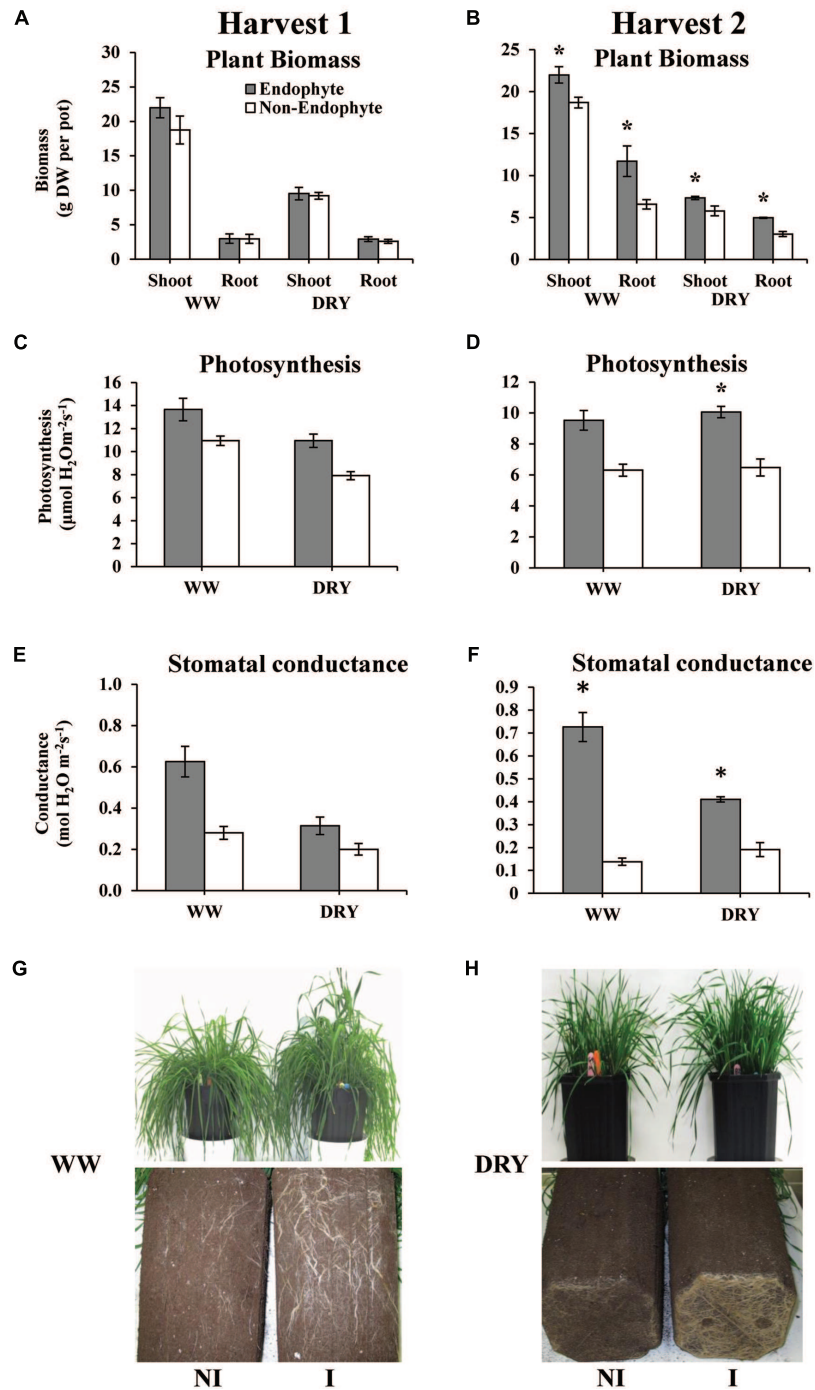 A Harvest 1
Plant Biomass
Endophyte
Non-Endophyte
Biomass
(g DW per pot)
30
25
20
15
10
5
0
Shoot Root Shoot Root
WW DRY
B Harvest 2
Plant Biomass
25
20
15
10
5
0
* * * *
Shoot Root Shoot Root
WW DRY
C Photosynthesis
Photosynthesis
(μmol H₂Om⁻²s⁻¹)
16
14
12
10
8
6
4
2
0
WW DRY
D Photosynthesis
12
10
8
6
4
2
0
*
WW DRY
E Stomatal conductance
Conductance
(mol H₂O m⁻²s⁻¹)
1.0
0.8
0.6
0.4
0.2
0.0
WW DRY
F Stomatal conductance
0.9
0.8
0.7
0.6
0.5
0.4
0.3
0.2
0.1
0
* *
WW DRY
G
WW
NI I
H
DRY
NI I